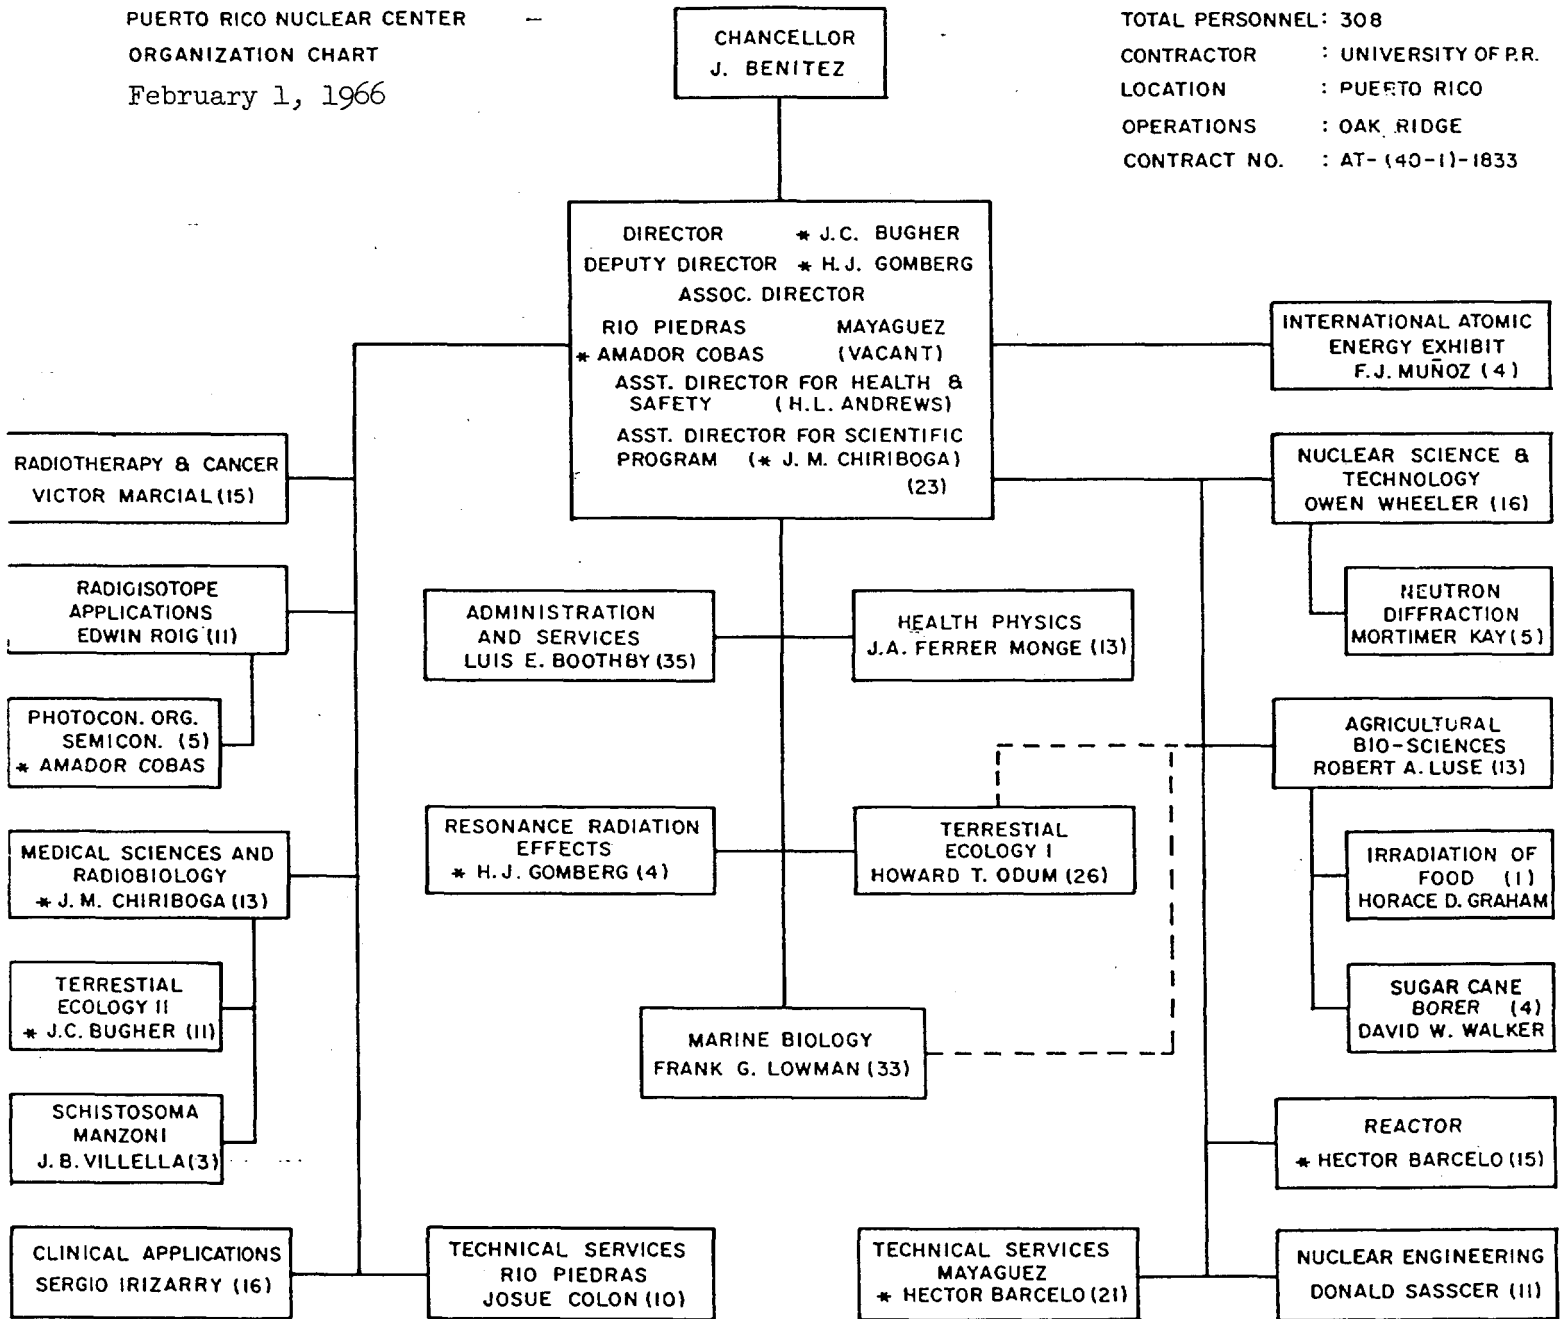 PUERTO RICO NUCLEAR CENTER
ORGANIZATION CHART
February 1, 1966
CHANCELLOR
J. BENITEZ
TOTAL PERSONNEL: 308
CONTRACTOR : UNIVERSITY OF P.R.
LOCATION : PUERTO RICO
OPERATIONS : OAK RIDGE
CONTRACT NO. : AT-(40-1)-1833
DIRECTOR * J.C. BUGHER
DEPUTY DIRECTOR * H.J. GOMBERG
ASSOC. DIRECTOR
RIO PIEDRAS MAYAGUEZ
* AMADOR COBAS (VACANT)
ASST. DIRECTOR FOR HEALTH &
SAFETY (H.L. ANDREWS)
ASST. DIRECTOR FOR SCIENTIFIC
PROGRAM (* J. M. CHIRIBOGA)
(23)
INTERNATIONAL ATOMIC
ENERGY EXHIBIT
F.J. MUÑOZ (4)
RADIOTHERAPY & CANCER
VICTOR MARCIAL (15)
NUCLEAR SCIENCE &
TECHNOLOGY
OWEN WHEELER (16)
RADIOISOTOPE
APPLICATIONS
EDWIN ROIG (11)
ADMINISTRATION
AND SERVICES
LUIS E. BOOTHBY (35)
HEALTH PHYSICS
J.A. FERRER MONGE (13)
NEUTRON
DIFFRACTION
MORTIMER KAY (5)
PHOTOCON. ORG.
SEMICON. (5)
* AMADOR COBAS
AGRICULTURAL
BIO-SCIENCES
ROBERT A. LUSE (13)
MEDICAL SCIENCES AND
RADIOBIOLOGY
* J. M. CHIRIBOGA (13)
RESONANCE RADIATION
EFFECTS
* H. J. GOMBERG (4)
TERRESTIAL
ECOLOGY I
HOWARD T. ODUM (26)
IRRADIATION OF
FOOD (1)
HORACE D. GRAHAM
TERRESTIAL
ECOLOGY II
* J.C. BUGHER (11)
MARINE BIOLOGY
FRANK G. LOWMAN (33)
SUGAR CANE
BORER (4)
DAVID W. WALKER
SCHISTOSOMA
MANZONI
J. B. VILLELLA (3)
REACTOR
* HECTOR BARCELO (15)
CLINICAL APPLICATIONS
SERGIO IRIZARRY (16)
TECHNICAL SERVICES
RIO PIEDRAS
JOSUE COLON (10)
TECHNICAL SERVICES
MAYAGUEZ
* HECTOR BARCELO (21)
NUCLEAR ENGINEERING
DONALD SASSCER (11)